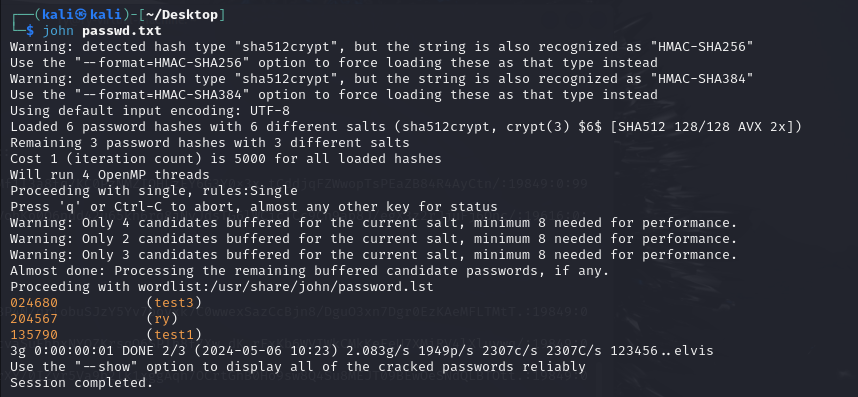 ┌──(kali㉿kali)-[~/Desktop]
└─$ john passwd.txt
Warning: detected hash type "sha512crypt", but the string is also recognized as "HMAC-SHA256"
Use the "--format=HMAC-SHA256" option to force loading these as that type instead
Warning: detected hash type "sha512crypt", but the string is also recognized as "HMAC-SHA384"
Use the "--format=HMAC-SHA384" option to force loading these as that type instead
Using default input encoding: UTF-8
Loaded 6 password hashes with 6 different salts (sha512crypt, crypt(3) $6$ [SHA512 128/128 AVX 2x])
Remaining 3 password hashes with 3 different salts
Cost 1 (iteration count) is 5000 for all loaded hashes
Will run 4 OpenMP threads
Proceeding with single, rules:Single
Press 'q' or Ctrl-C to abort, almost any other key for status
Warning: Only 4 candidates buffered for the current salt, minimum 8 needed for performance.
Warning: Only 2 candidates buffered for the current salt, minimum 8 needed for performance.
Warning: Only 3 candidates buffered for the current salt, minimum 8 needed for performance.
Almost done: Processing the remaining buffered candidate passwords, if any.
Proceeding with wordlist:/usr/share/john/password.lst
024680           (test3)
204567           (ry)
135790           (test1)
3g 0:00:00:01 DONE 2/3 (2024-05-06 10:23) 2.083g/s 1949p/s 2307c/s 2307C/s 123456..elvis
Use the "--show" option to display all of the cracked passwords reliably
Session completed.